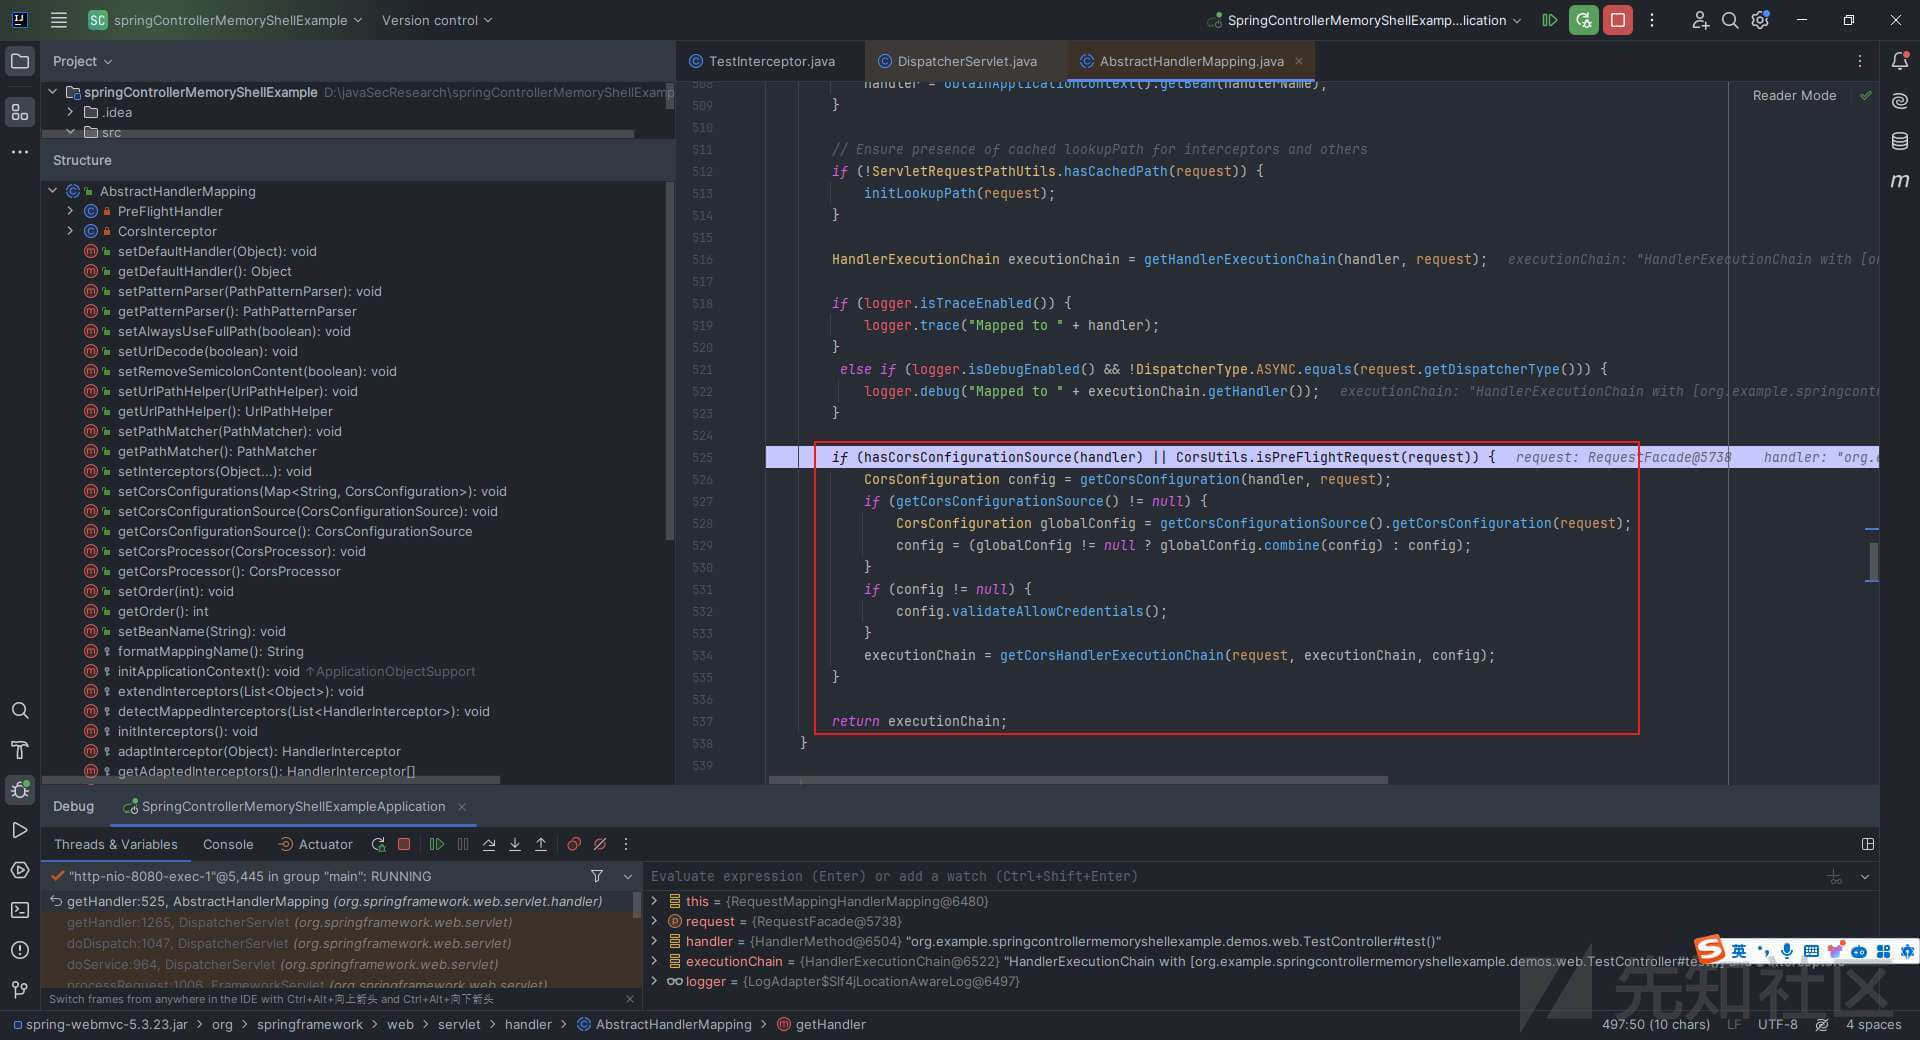 SC springControllerMemoryShellExample Version control
SpringControllerMemoryShellExamp...lication
Project
springControllerMemoryShellExample D:\javaSecResearch\springControllerMemoryShellExamp
.idea
src
Structure
AbstractHandlerMapping
PreFlightHandler
CorsInterceptor
setDefaultHandler(Object): void
getDefaultHandler(): Object
setPatternParser(PathPatternParser): void
getPatternParser(): PathPatternParser
setAlwaysUseFullPath(boolean): void
setUrlDecode(boolean): void
setRemoveSemicolonContent(boolean): void
setUrlPathHelper(UrlPathHelper): void
getUrlPathHelper(): UrlPathHelper
setPathMatcher(PathMatcher): void
getPathMatcher(): PathMatcher
setInterceptors(Object...): void
setCorsConfigurations(Map<String, CorsConfiguration>): void
setCorsConfigurationSource(CorsConfigurationSource): void
getCorsConfigurationSource(): CorsConfigurationSource
setCorsProcessor(CorsProcessor): void
getCorsProcessor(): CorsProcessor
setOrder(int): void
getOrder(): int
setBeanName(String): void
formatMappingName(): String
initApplicationContext(): void ↑ApplicationObjectSupport
extendInterceptors(List<Object>): void
detectMappedInterceptors(List<HandlerInterceptor>): void
initInterceptors(): void
adaptInterceptor(Object): HandlerInterceptor
getAdaptedInterceptors(): HandlerInterceptor[]
TestInterceptor.java DispatcherServlet.java AbstractHandlerMapping.java
Reader Mode
508 handler = obtainApplicationContext().getBean(handlerName);
509 }
510
511 // Ensure presence of cached lookupPath for interceptors and others
512 if (!ServletRequestPathUtils.hasCachedPath(request)) {
513 initLookupPath(request);
514 }
515
516 HandlerExecutionChain executionChain = getHandlerExecutionChain(handler, request); executionChain: "HandlerExecutionChain with [or
517
518 if (logger.isTraceEnabled()) {
519 logger.trace("Mapped to " + handler);
520 }
521 else if (logger.isDebugEnabled() && !DispatcherType.ASYNC.equals(request.getDispatcherType())) {
522 logger.debug("Mapped to " + executionChain.getHandler()); executionChain: "HandlerExecutionChain with [org.example.springcont
523 }
524
525 if (hasCorsConfigurationSource(handler) || CorsUtils.isPreFlightRequest(request)) { request: RequestFacade@5738 handler: "org.e
526 CorsConfiguration config = getCorsConfiguration(handler, request);
527 if (getCorsConfigurationSource() != null) {
528 CorsConfiguration globalConfig = getCorsConfigurationSource().getCorsConfiguration(request);
529 config = (globalConfig != null ? globalConfig.combine(config) : config);
530 }
531 if (config != null) {
532 config.validateAllowCredentials();
533 }
534 executionChain = getCorsHandlerExecutionChain(request, executionChain, config);
535 }
536
537 return executionChain;
538 }
539
Debug SpringControllerMemoryShellExampleApplication
Threads & Variables Console Actuator
"http-nio-8080-exec-1"@5,445 in group "main": RUNNING
getHandler:525, AbstractHandlerMapping (org.springframework.web.servlet.handler)
getHandler:1265, DispatcherServlet (org.springframework.web.servlet)
doDispatch:1047, DispatcherServlet (org.springframework.web.servlet)
doService:964, DispatcherServlet (org.springframework.web.servlet)
processRequest:1006, FrameworkServlet (org.springframework.web.servlet)
Switch frames from anywhere in the IDE with Ctrl+Alt+向上箭头 and Ctrl+Alt+向下箭头
Evaluate expression (Enter) or add a watch (Ctrl+Shift+Enter)
this = {RequestMappingHandlerMapping@6480}
request = {RequestFacade@5738}
handler = {HandlerMethod@6504} "org.example.springcontrollermemoryshellexample.demos.web.TestController#test()"
executionChain = {HandlerExecutionChain@6522} "HandlerExecutionChain with [org.example.springcontrollermemoryshellexample.demos.web.TestController#test()]
logger = {LogAdapter$Slf4jLocationAwareLog@6497}
英
先知社区
spring-webmvc-5.3.23.jar org springframework web servlet handler AbstractHandlerMapping getHandler
497:50 (10 chars) LF UTF-8 4 spaces